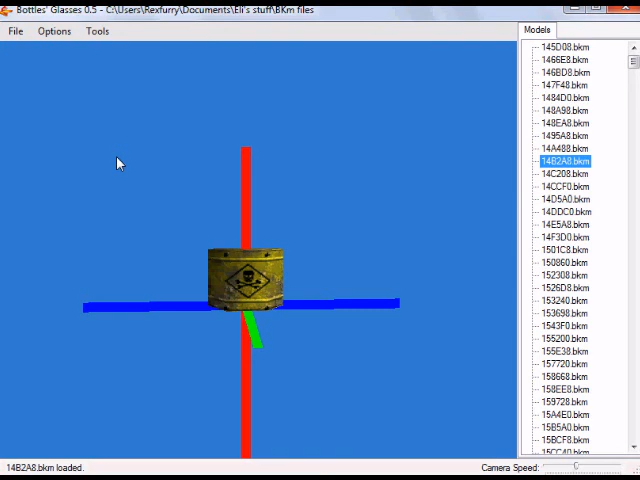 Bottles' Glasses 0.5 - C:\Users\Rexfurry\Documents\Eli's stuff\BKm files
File Options Tools
Models
145D08.bkm
1466E8.bkm
146BD8.bkm
147F48.bkm
1484D0.bkm
148A98.bkm
148EA8.bkm
1495A8.bkm
14A488.bkm
14B2A8.bkm
14C208.bkm
14CCF0.bkm
14D5A0.bkm
14DDC0.bkm
14E5A8.bkm
14F3D0.bkm
1501C8.bkm
150860.bkm
152308.bkm
1526D8.bkm
153240.bkm
153698.bkm
1543F0.bkm
155200.bkm
155E38.bkm
157720.bkm
158668.bkm
158EE8.bkm
159728.bkm
15A4E0.bkm
15B5A0.bkm
15BCF8.bkm
15CC40.bkm
14B2A8.bkm loaded.
Camera Speed: